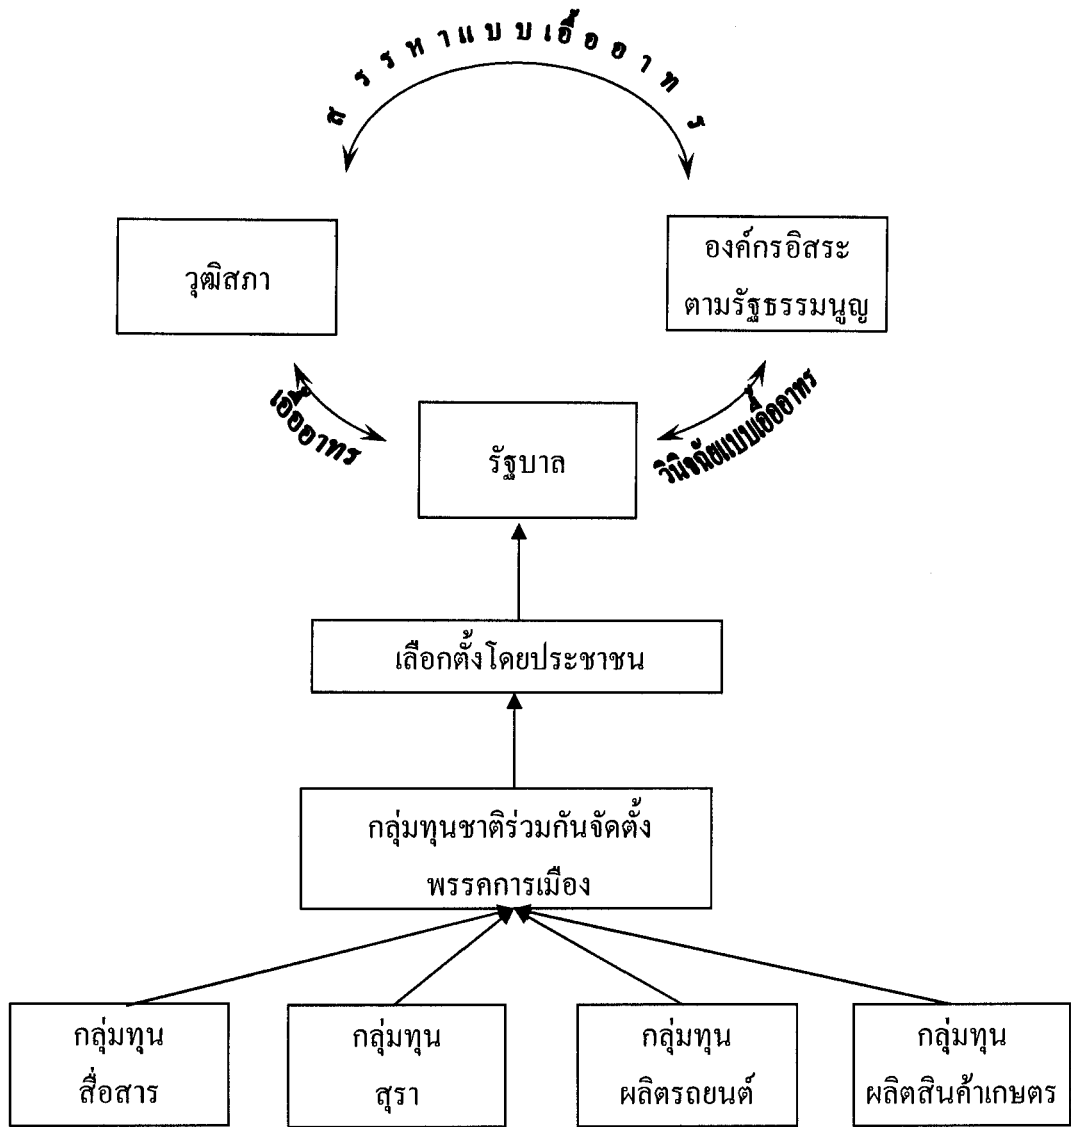 สรรหาแบบเอื้ออาทร
วุฒิสภา
องค์กรอิสระ
ตามรัฐธรรมนูญ
เอื้ออาทร
วินิจฉัยแบบเอื้ออาทร
รัฐบาล
เลือกตั้งโดยประชาชน
กลุ่มทุนชาติร่วมกันจัดตั้ง
พรรคการเมือง
กลุ่มทุน
สื่อสาร
กลุ่มทุน
สุรา
กลุ่มทุน
ผลิตรถยนต์
กลุ่มทุน
ผลิตสินค้าเกษตร